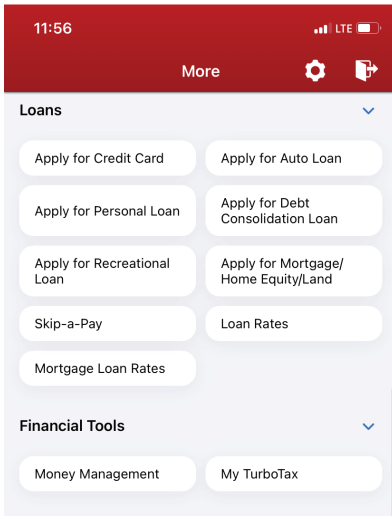 11:56
LTE
More
Loans
Apply for Credit Card
Apply for Auto Loan
Apply for Personal Loan
Apply for Debt
Consolidation Loan
Apply for Recreational
Loan
Apply for Mortgage/
Home Equity/Land
Skip-a-Pay
Loan Rates
Mortgage Loan Rates
Financial Tools
Money Management
My TurboTax